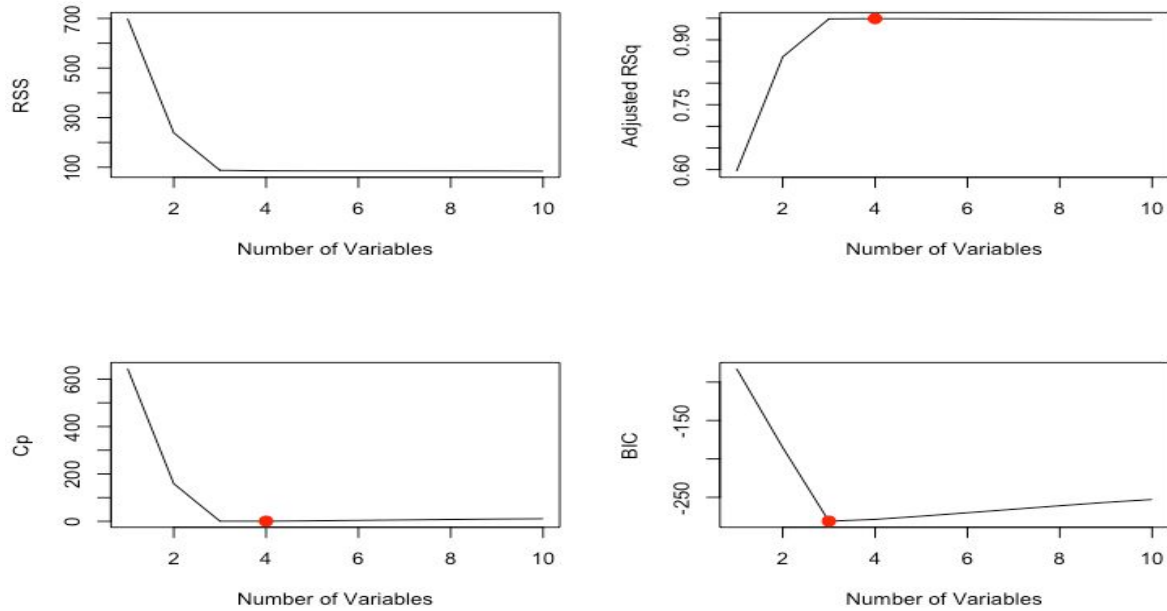 RSS
700
500
300
100
2 4 6 8 10
Number of Variables
Adjusted RSq
0.90
0.75
0.60
2 4 6 8 10
Number of Variables
Cp
600
400
200
0
2 4 6 8 10
Number of Variables
BIC
-150
-250
2 4 6 8 10
Number of Variables